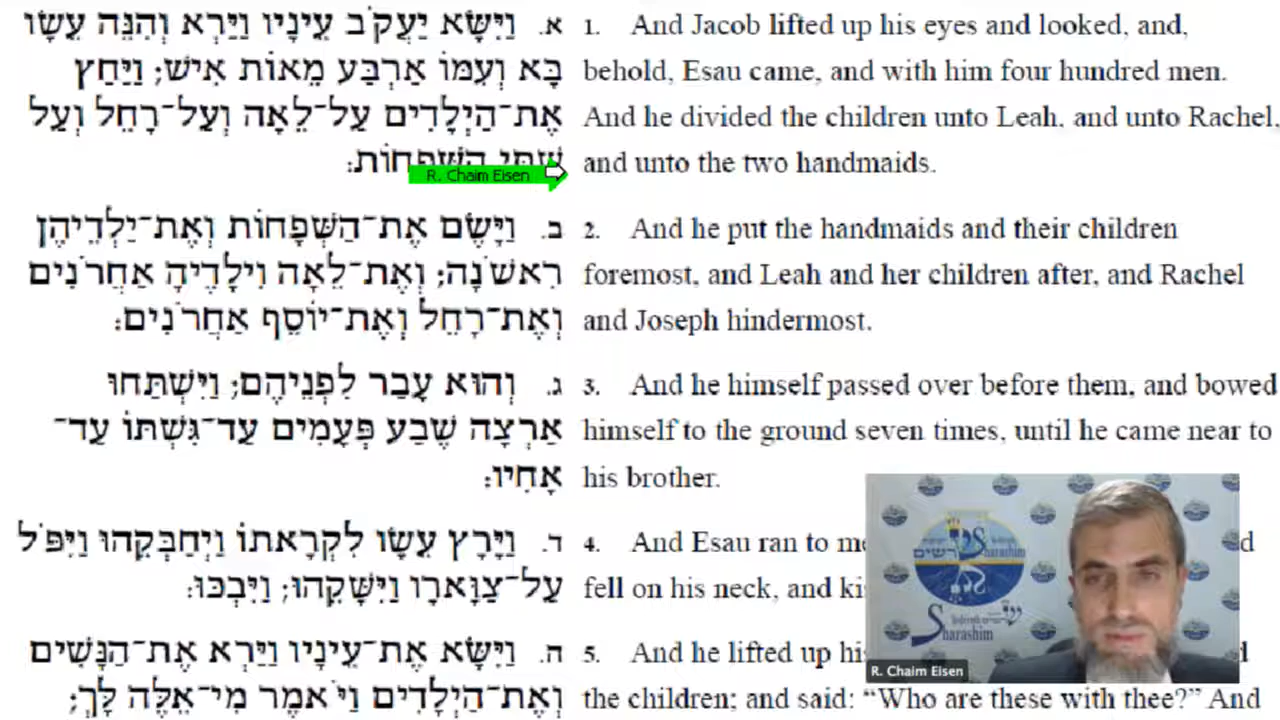 א. וַיִּשָּׂא יַעֲקֹב עֵינָיו וַיַּרְא וְהִנֵּה עֵשָׂו
בָּא וְעִמּוֹ אַרְבַּע מֵאוֹת אִישׁ; וַיַּחַץ
אֶת־הַיְלָדִים עַל־לֵאָה וְעַל־רָחֵל וְעַל
שְׁתֵּי הַשְּׁפָחוֹת:
1. And Jacob lifted up his eyes and looked, and,
behold, Esau came, and with him four hundred men.
And he divided the children unto Leah, and unto Rachel,
and unto the two handmaids.
R. Chaim Eisen
ב. וַיָּשֶׂם אֶת־הַשְּׁפָחוֹת וְאֶת־יַלְדֵיהֶן
רִאשֹׁנָה; וְאֶת־לֵאָה וִילָדֶיהָ אַחֲרֹנִים
וְאֶת־רָחֵל וְאֶת־יוֹסֵף אַחֲרֹנִים:
2. And he put the handmaids and their children
foremost, and Leah and her children after, and Rachel
and Joseph hindermost.
ג. וְהוּא עָבַר לִפְנֵיהֶם; וַיִּשְׁתַּחוּ
אַרְצָה שֶׁבַע פְּעָמִים עַד־גִּשְׁתּוֹ עַד־
אָחִיו:
3. And he himself passed over before them, and bowed
himself to the ground seven times, until he came near to
his brother.
ד. וַיָּרָץ עֵשָׂו לִקְרָאתוֹ וַיְחַבְּקֵהוּ וַיִּפֹּל
עַל־צַוָּארָו וַיִּשָּׁקֵהוּ; וַיִּבְכּוּ:
4. And Esau ran to
fell on his neck, and
ה. וַיִּשָּׂא אֶת־עֵינָיו וַיַּרְא אֶת־הַנָּשִׁים
וְאֶת־הַיְלָדִים וַיֹּאמֶר מִי־אֵלֶּה לָּךְ;
5. And he lifted up
the children; and said: “Who are these with thee?” And
Sharashim
R. Chaim Eisen